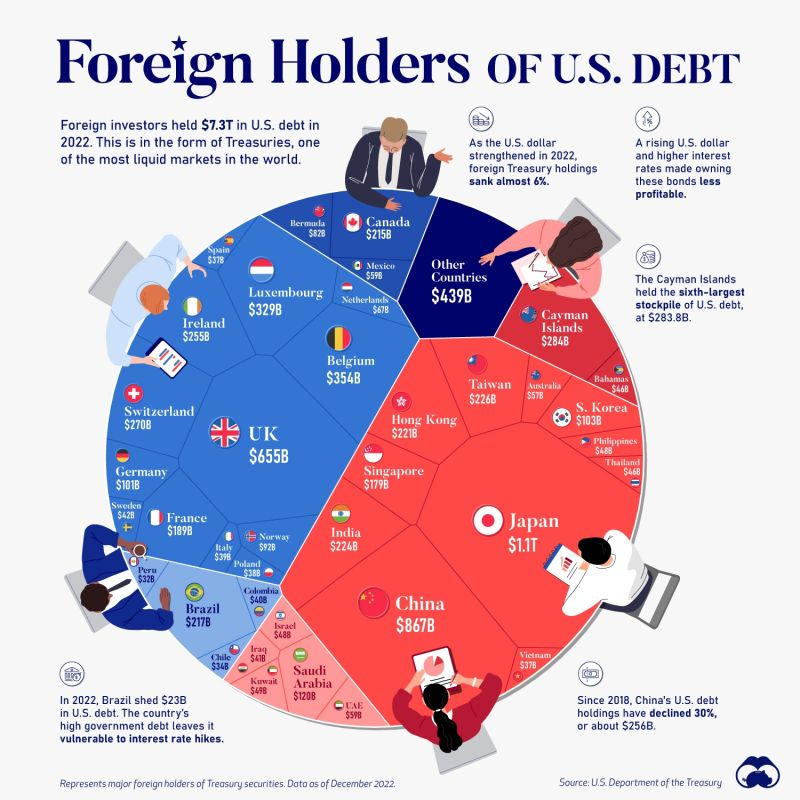 Foreign Holders OF U.S. DEBT
Foreign investors held $7.3T in U.S. debt in
2022. This is in the form of Treasuries, one
of the most liquid markets in the world.
As the U.S. dollar
strengthened in 2022,
foreign Treasury holdings
sank almost 6%.
A rising U.S. dollar
and higher interest
rates made owning
these bonds less
profitable.
The Cayman Islands
held the sixth-largest
stockpile of U.S. debt,
at $283.8B.
Bermuda
$82B
Canada
$215B
Mexico
$59B
Other
Countries
$439B
Spain
$37B
Luxembourg
$329B
Netherlands
$67B
Ireland
$255B
Belgium
$354B
Switzerland
$270B
UK
$655B
Germany
$101B
Sweden
$42B
France
$189B
Italy
$39B
Norway
$92B
Poland
$38B
Cayman
Islands
$284B
Bahamas
$46B
Taiwan
$226B
Australia
$57B
S. Korea
$103B
Hong Kong
$221B
Philippines
$48B
Thailand
$46B
Singapore
$179B
India
$224B
Japan
$1.1T
China
$867B
Vietnam
$37B
Peru
$32B
Brazil
$217B
Colombia
$40B
Chile
$34B
Israel
$48B
Iraq
$41B
Kuwait
$49B
Saudi
Arabia
$120B
UAE
$59B
In 2022, Brazil shed $23B
in U.S. debt. The country's
high government debt leaves it
vulnerable to interest rate hikes.
Since 2018, China's U.S. debt
holdings have declined 30%,
or about $256B.
Represents major foreign holders of Treasury securities. Data as of December 2022.
Source: U.S. Department of the Treasury